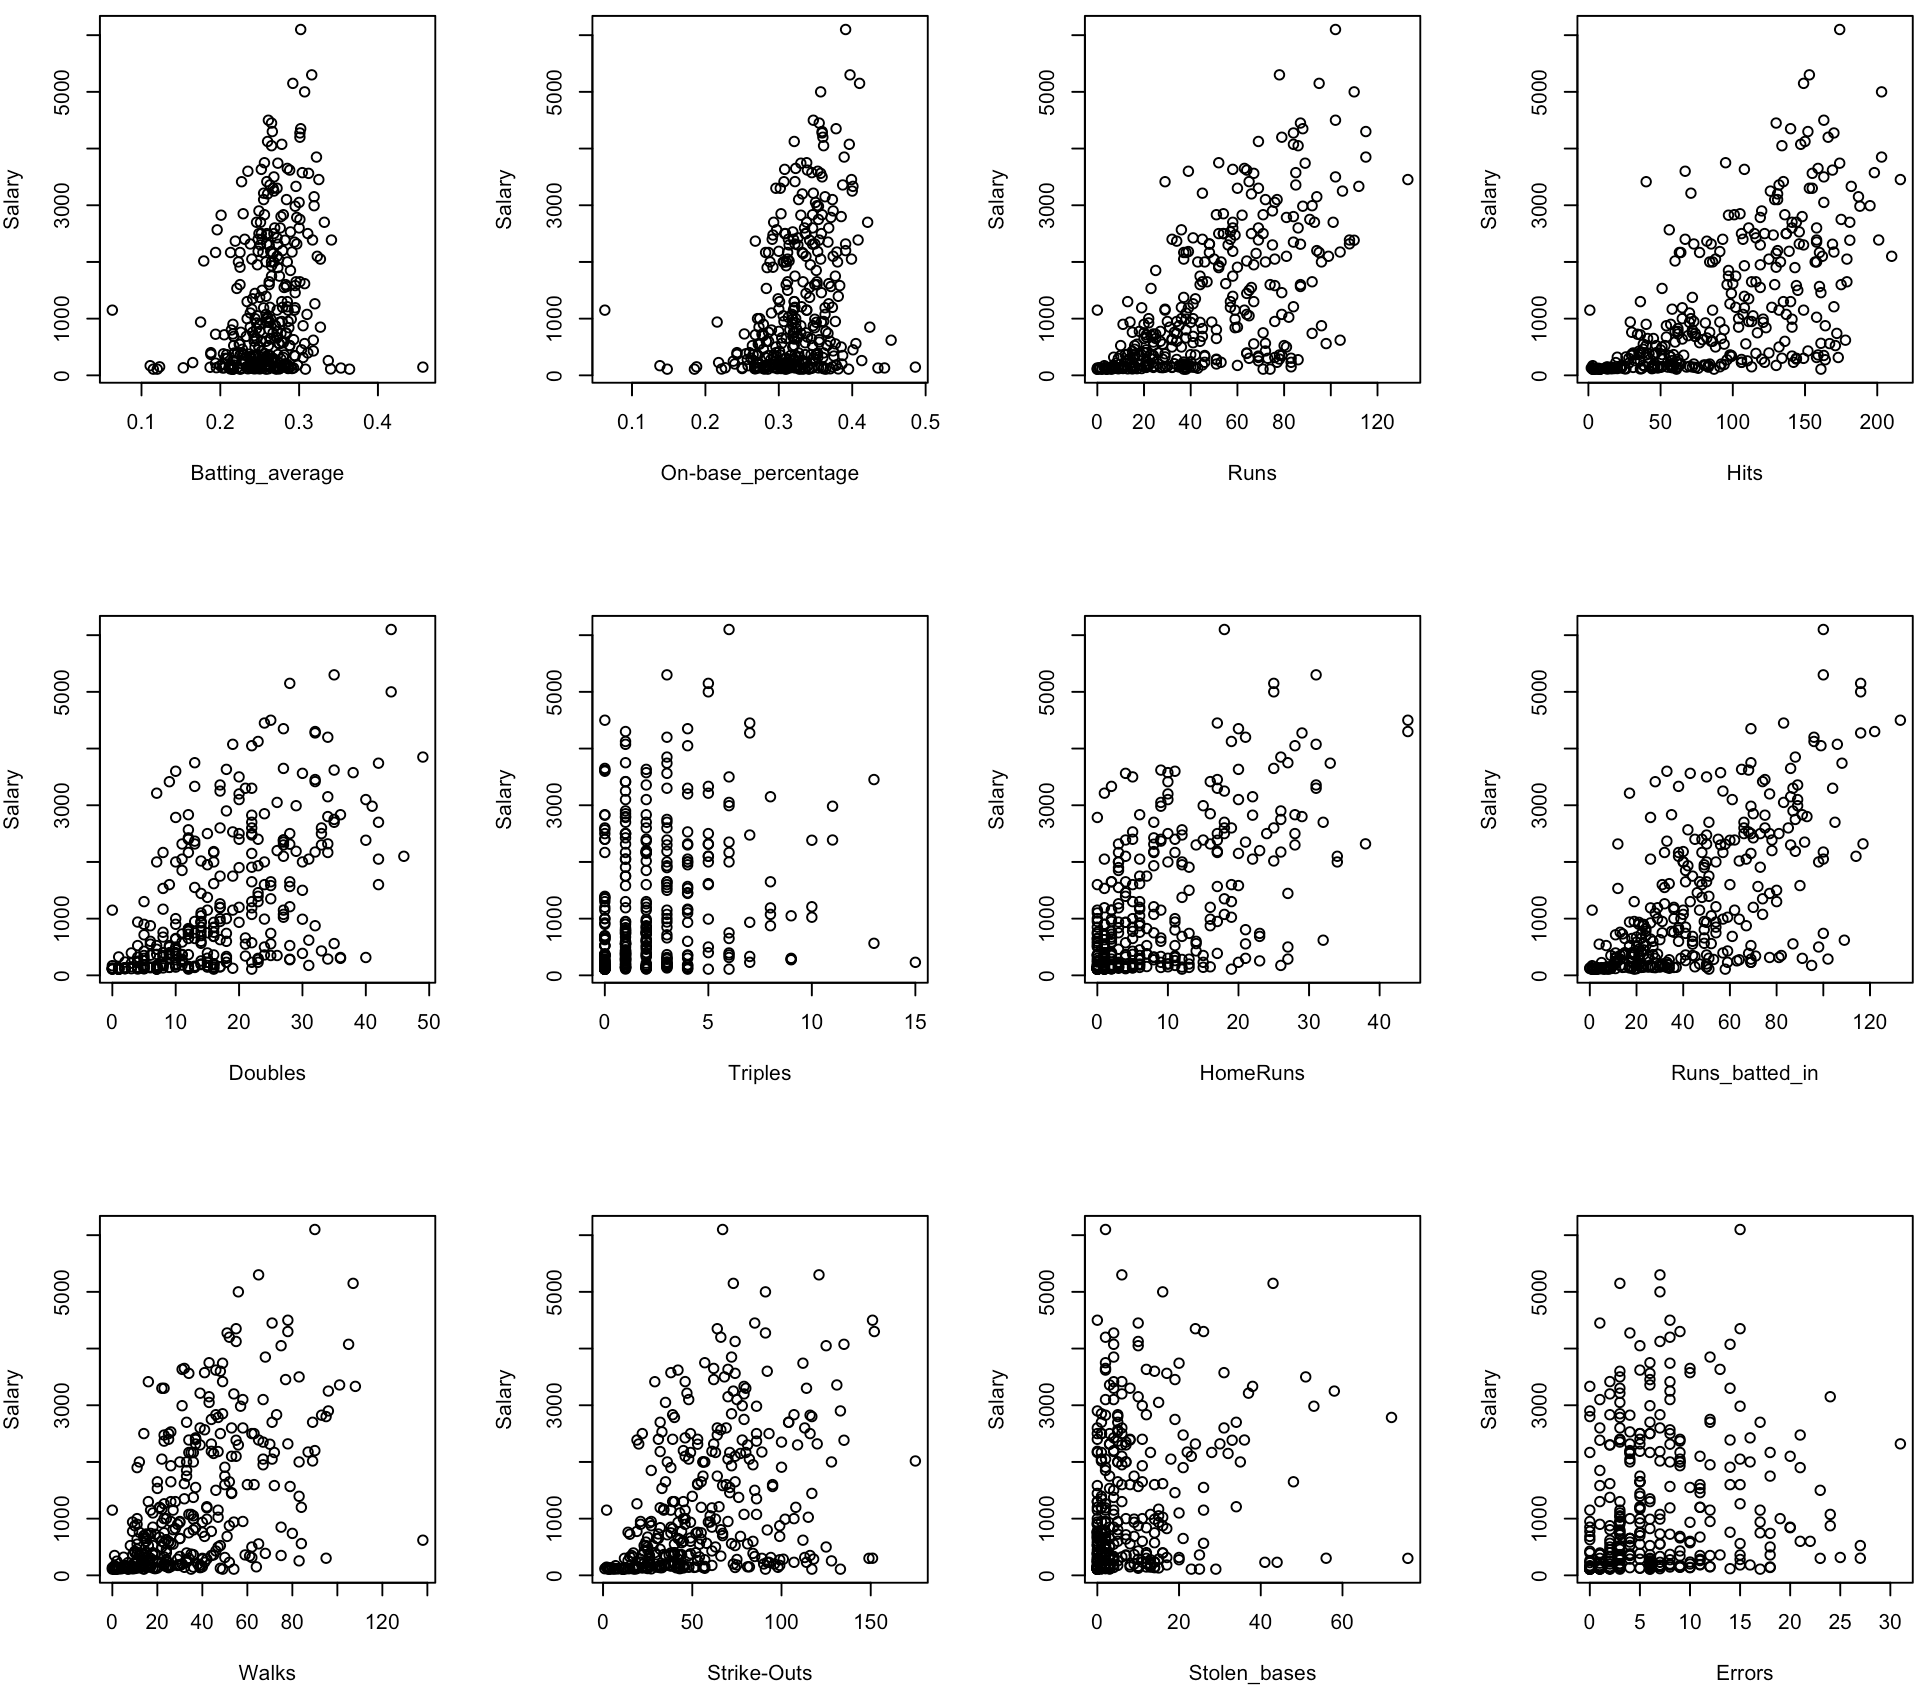 Salary
0 1000 3000 5000
0.1 0.2 0.3 0.4
Batting_average
Salary
0 1000 3000 5000
0.1 0.2 0.3 0.4 0.5
On-base_percentage
Salary
0 1000 3000 5000
0 20 40 60 80 120
Runs
Salary
0 1000 3000 5000
0 50 100 150 200
Hits
Salary
0 1000 3000 5000
0 10 20 30 40 50
Doubles
Salary
0 1000 3000 5000
0 5 10 15
Triples
Salary
0 1000 3000 5000
0 10 20 30 40
HomeRuns
Salary
0 1000 3000 5000
0 20 40 60 80 120
Runs_batted_in
Salary
0 1000 3000 5000
0 20 40 60 80 120
Walks
Salary
0 1000 3000 5000
0 50 100 150
Strike-Outs
Salary
0 1000 3000 5000
0 20 40 60
Stolen_bases
Salary
0 1000 3000 5000
0 5 10 15 20 25 30
Errors